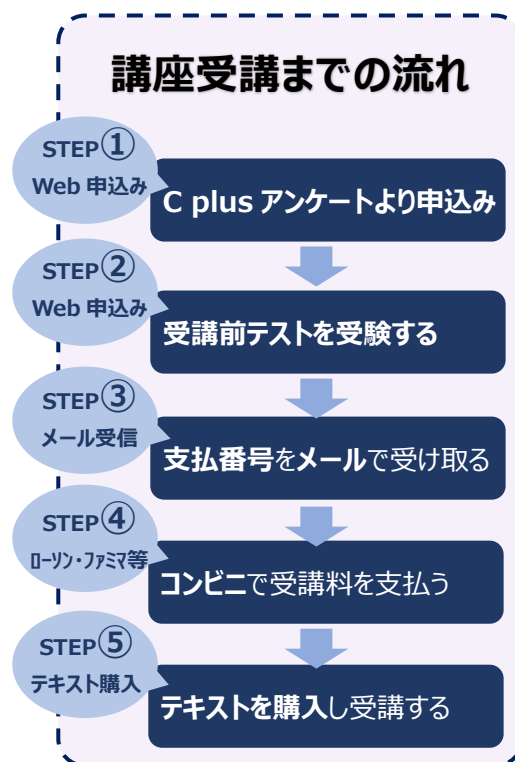 講座受講までの流れ
STEP①
Web 申込み
C plus アンケートより申込み
STEP②
Web 申込み
受講前テストを受験する
STEP③
メール受信
支払番号をメールで受け取る
STEP④
ﾛｰｿﾝ・ﾌｧﾐﾏ等
コンビニで受講料を支払う
STEP⑤
テキスト購入
テキストを購入し受講する